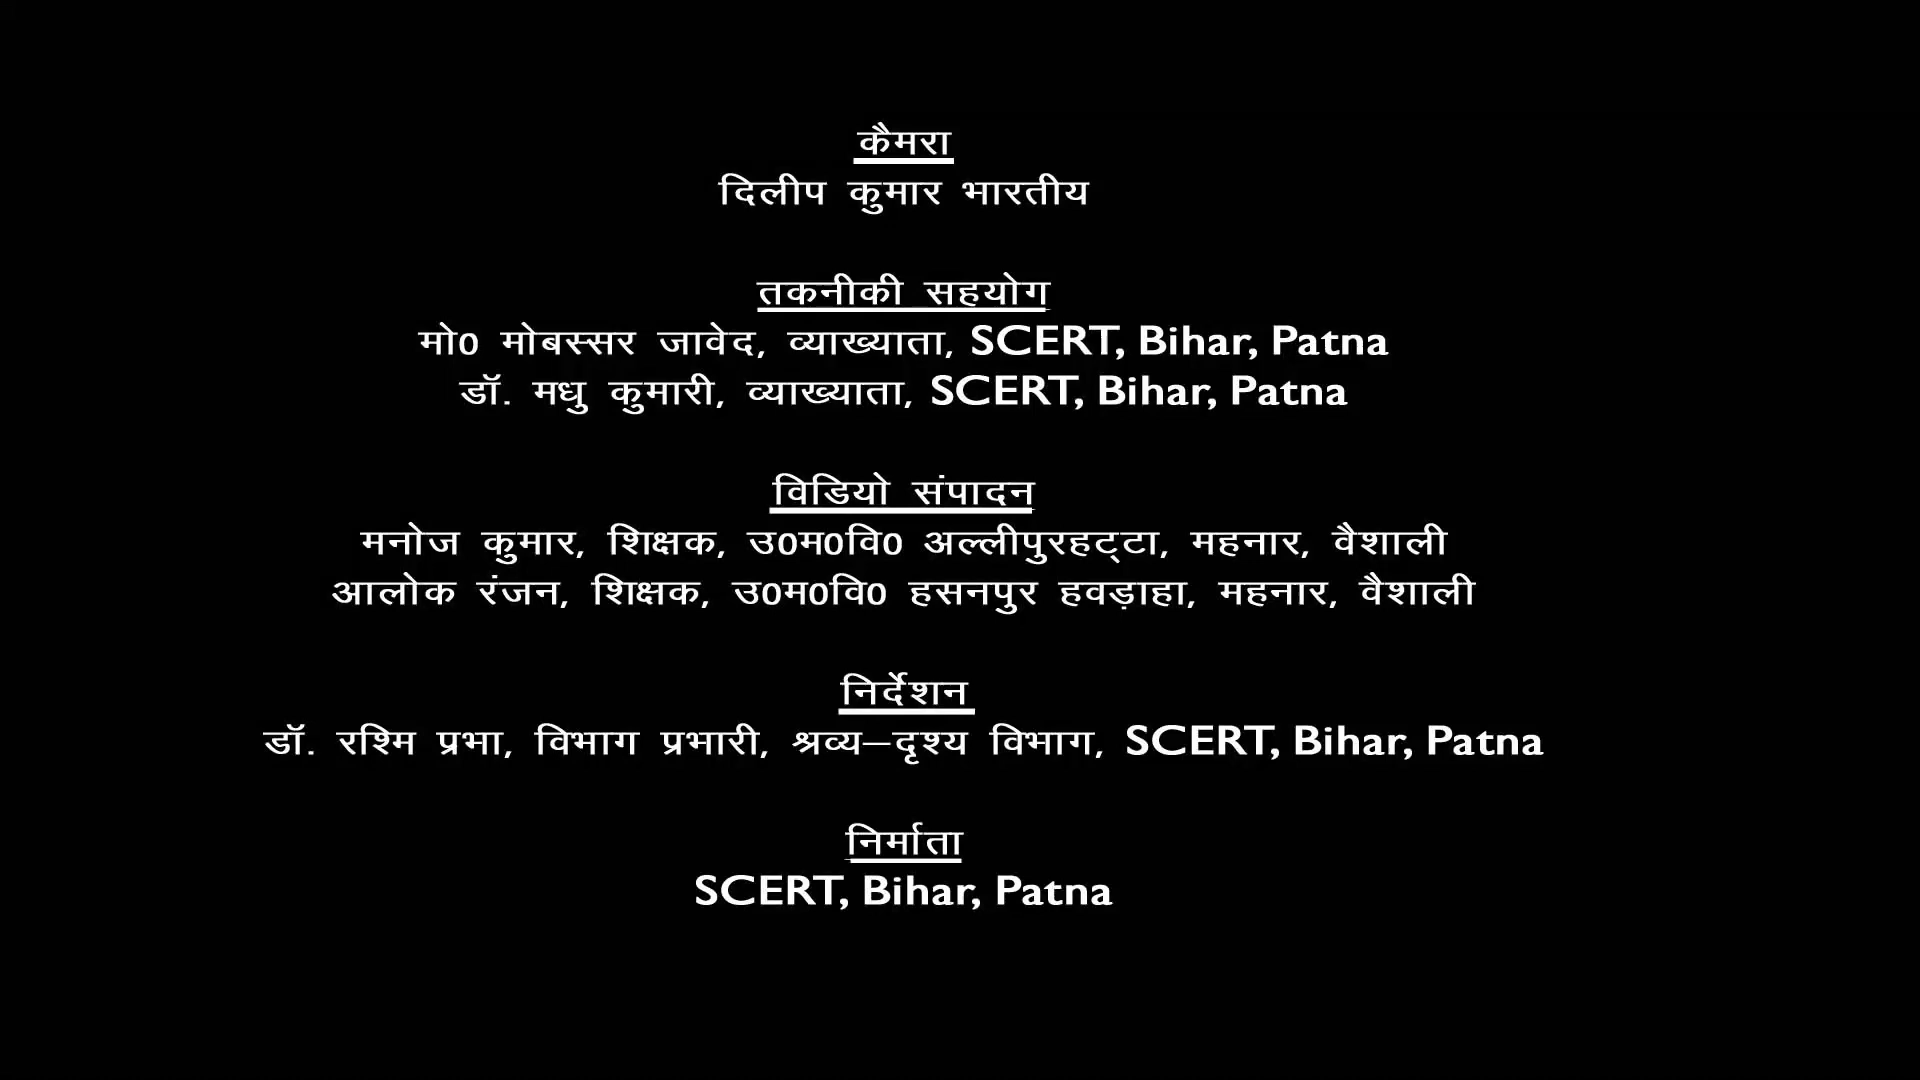 कैमरा
दिलीप कुमार भारतीय
तकनीकी सहयोग
मो0 मोबस्सर जावेद, व्याख्याता, SCERT, Bihar, Patna
डॉ. मधु कुमारी, व्याख्याता, SCERT, Bihar, Patna
विडियो संपादन
मनोज कुमार, शिक्षक, उ0म0वि0 अल्लीपुरहट्टा, महनार, वैशाली
आलोक रंजन, शिक्षक, उ0म0वि0 हसनपुर हवड़ाहा, महनार, वैशाली
निर्देशन
डॉ. रश्मि प्रभा, विभाग प्रभारी, श्रव्य–दृश्य विभाग, SCERT, Bihar, Patna
निर्माता
SCERT, Bihar, Patna